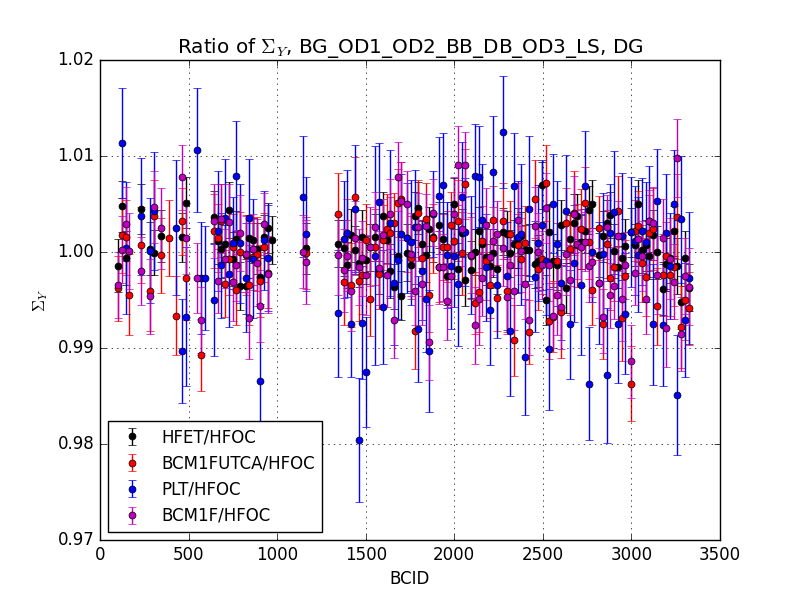 Ratio of Σ_Y, BG_OD1_OD2_BB_DB_OD3_LS, DG
1.02
1.01
1.00
0.99
0.98
0.97
Σ_Y
HFET/HFOC
BCM1FUTCA/HFOC
PLT/HFOC
BCM1F/HFOC
0 500 1000 1500 2000 2500 3000 3500
BCID